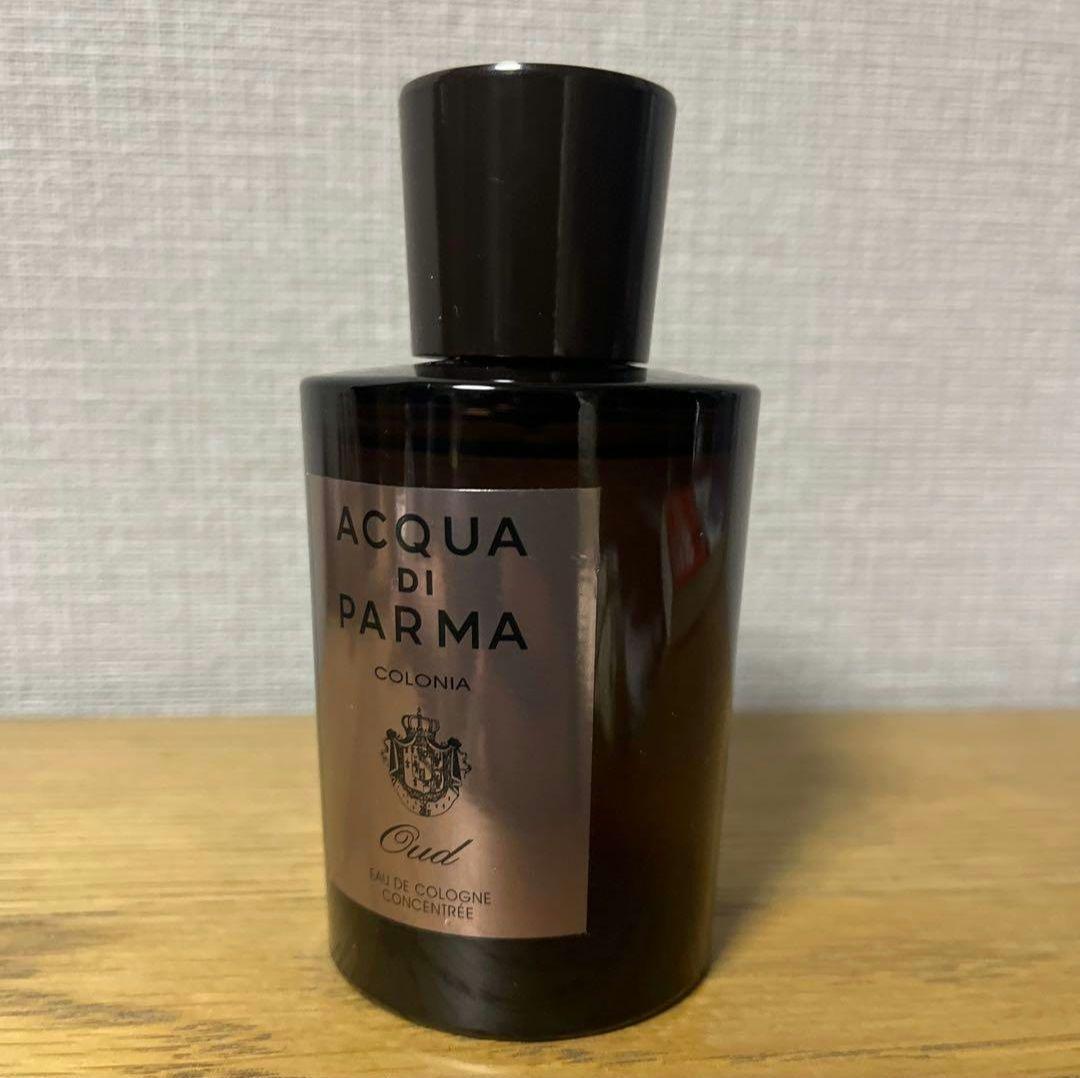 ACQUA
DI
PARMA
COLONIA
Oud
EAU DE COLOGNE
CONCENTRÉE